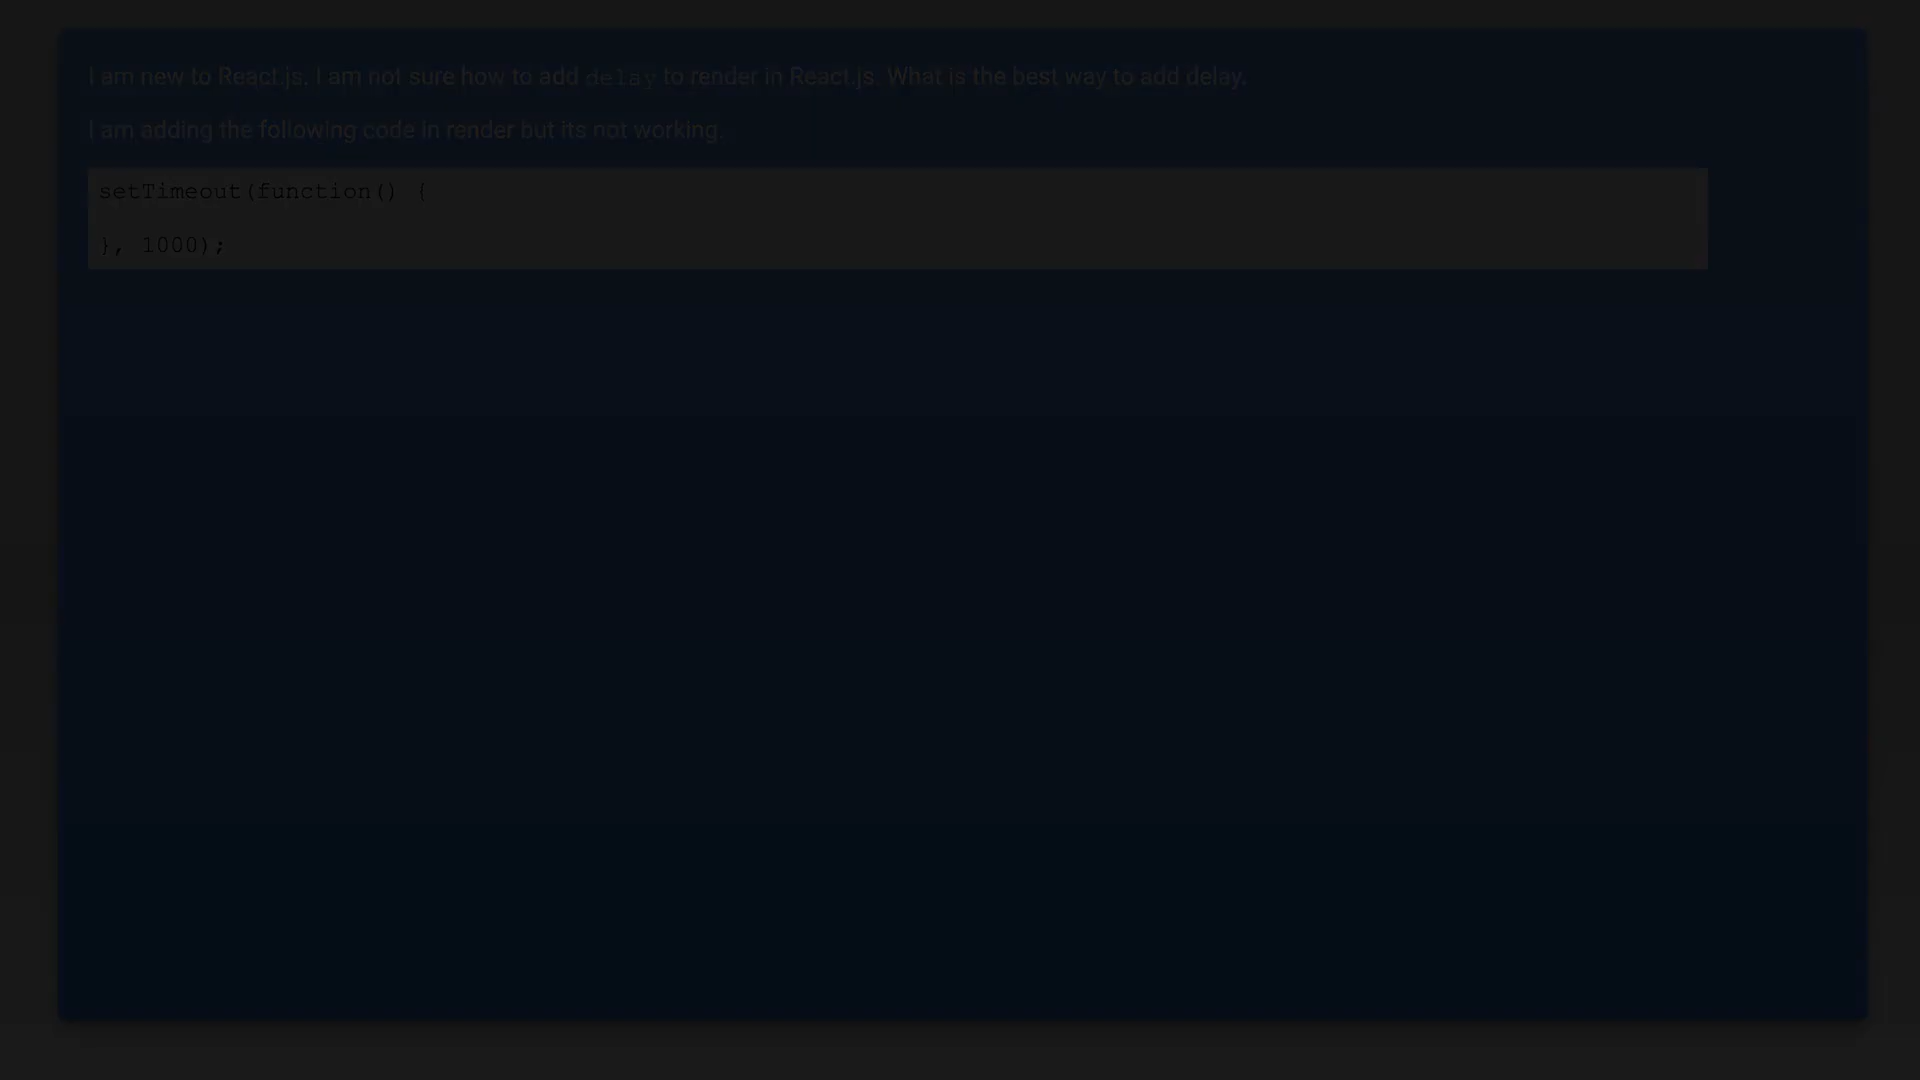 I am new to React.js. I am not sure how to add delay to render in React.js. What is the best way to add delay.
I am adding the following code in render but its not working.
setTimeout(function() {
}, 1000);